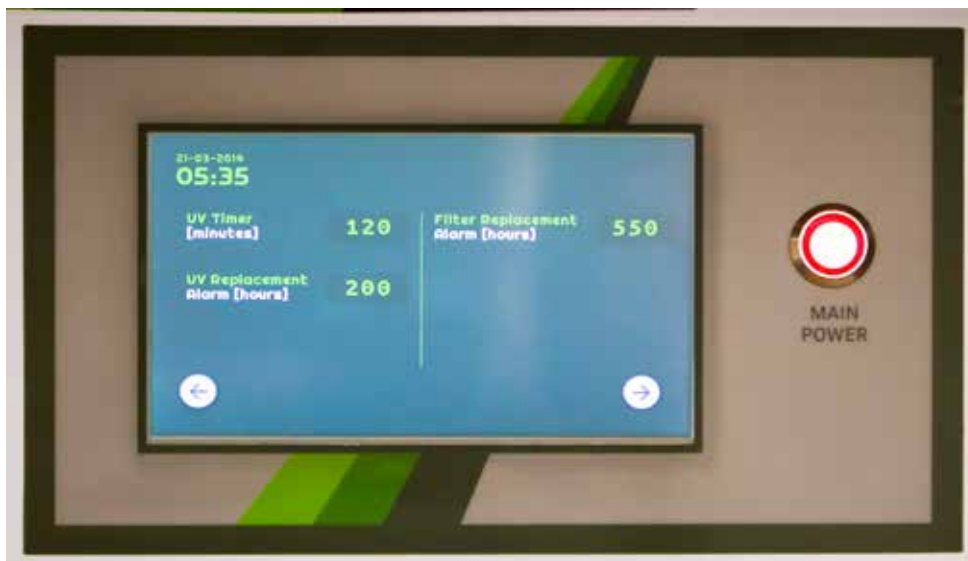 05:35
UV Timer
[minutes]
120
UV Replacement
Alarm [hours]
200
Filter Replacement
Alarm [hours]
550
MAIN
POWER